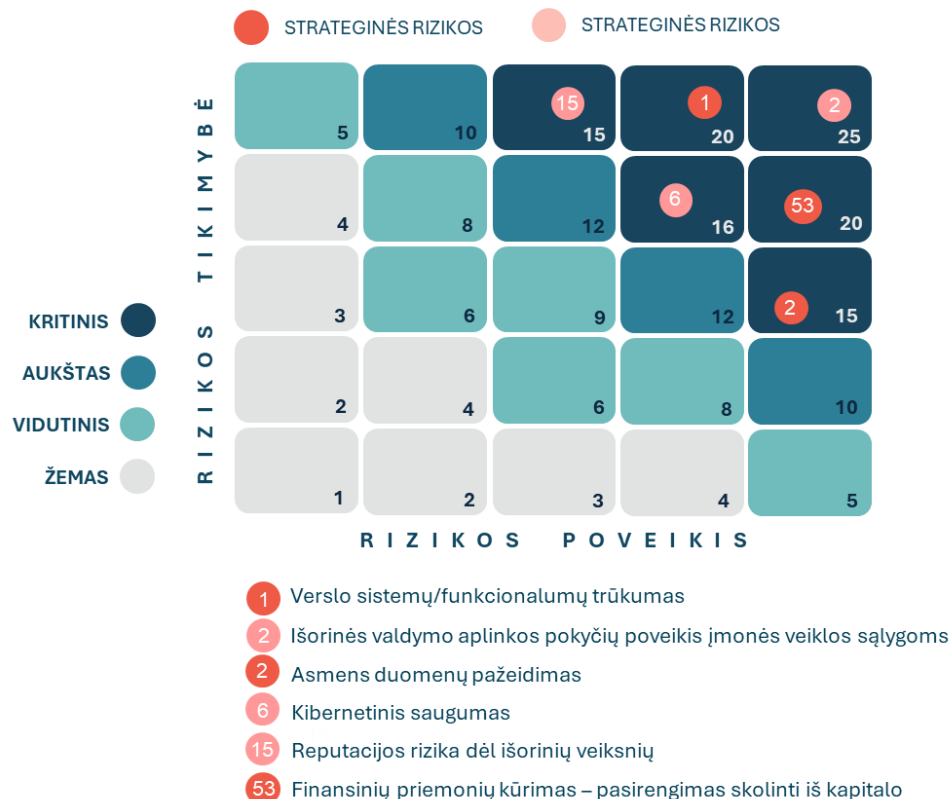 STRATEGINĖS RIZIKOS
STRATEGINĖS RIZIKOS
RIZIKOS TIKIMYBĖ
5
10
15
15
1
20
2
25
4
8
12
6
16
53
20
3
6
9
12
2
15
2
4
6
8
10
1
2
3
4
5
KRITINIS
AUKŠTAS
VIDUTINIS
ŽEMAS
RIZIKOS POVEIKIS
1 Verslo sistemų/funkcionalumų trūkumas
2 Išorinės valdymo aplinkos pokyčių poveikis įmonės veiklos sąlygoms
2 Asmens duomenų pažeidimas
6 Kibernetinis saugumas
15 Reputacijos rizika dėl išorinių veiksnių
53 Finansinių priemonių kūrimas – pasirengimas skolinti iš kapitalo